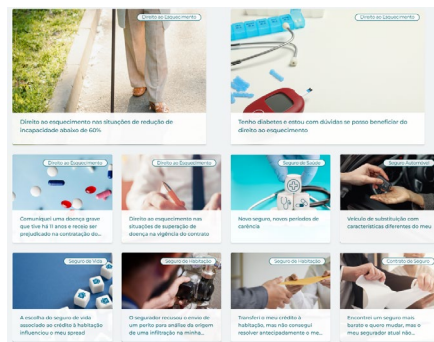 Direito ao Esquecimento
Direito ao esquecimento nas situações de redução de
incapacidade abaixo de 60%
Direito ao Esquecimento
Tenho diabetes e estou com dúvidas se posso beneficiar do
direito ao esquecimento
Direito ao Esquecimento
Comuniquei uma doença grave
que tive há 11 anos e receio ser
prejudicado na contratação do...
Direito ao Esquecimento
Direito ao esquecimento nas
situações de superação de
doença na vigência do contrato
Seguro de Saúde
Novo seguro, novos períodos de
carência
Seguro Automóvel
Veículo de substituição com
características diferentes do meu
Seguro de Vida
A escolha do seguro de vida
associado ao crédito à habitação
influenciou o meu spread
Seguro de Habitação
O segurador recusou o envio de
um perito para análise da origem
de uma infiltração na minha...
Seguro de Habitação
Transferi o meu crédito à
habitação, mas não consegui
resolver antecipadamente o me...
Contrato de Seguro
Encontrei um seguro mais
barato e quero mudar, mas o
meu segurador atual não...